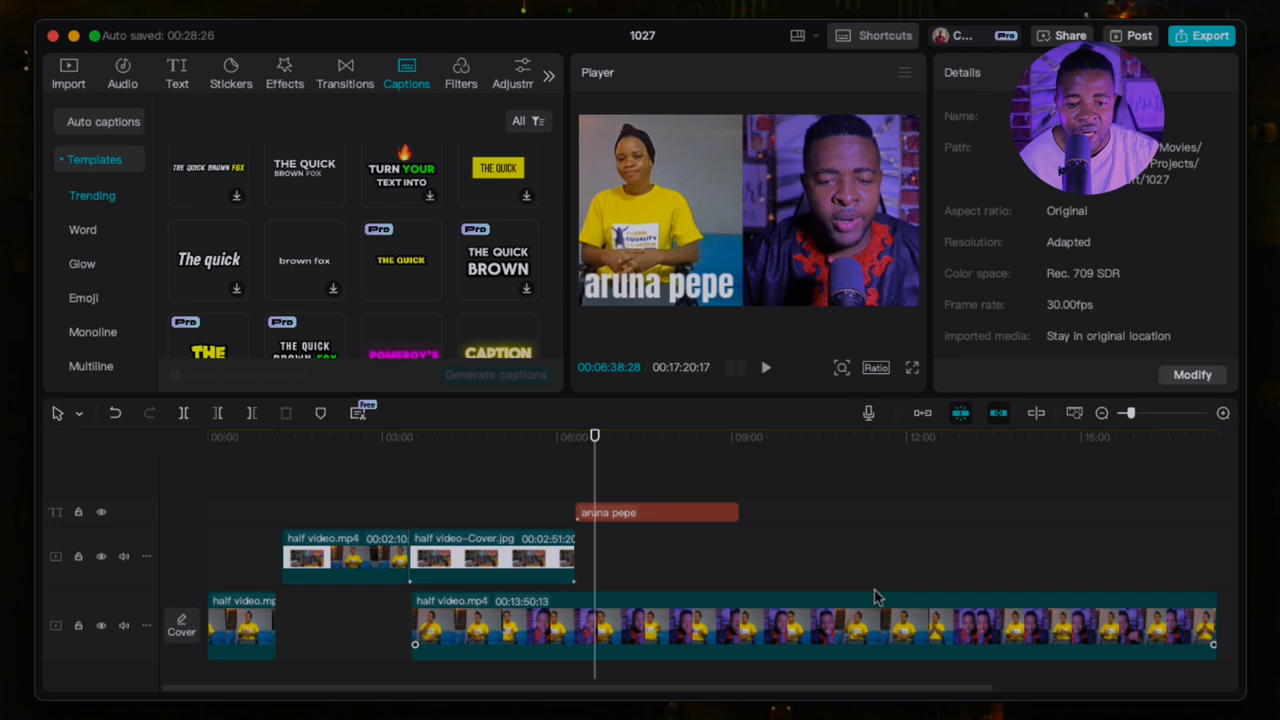 Auto saved: 00:28:26
1027
Shortcuts
C...
Pro
Share
Post
Export
Import
Audio
Text
Stickers
Effects
Transitions
Captions
Filters
Adjustm
Player
Details
Auto captions
All
Templates
Trending
Word
Glow
Emoji
Monoline
Multiline
THE QUICK BROWN FOX
THE QUICK
BROWN FOX
TURN YOUR
TEXT INTO
THE QUICK
The quick
brown fox
Pro
THE QUICK
Pro
THE QUICK
BROWN
Pro
THE
Pro
THE QUICK
BROWN FOX
POMEROY'S
CAPTION
Generate captions
EQUALITY
aruna pepe
00:06:38:28 / 00:17:20:17
Ratio
Name:
Path:
/Movies/
Projects/
/1027
Aspect ratio: Original
Resolution: Adapted
Color space: Rec. 709 SDR
Frame rate: 30.00fps
Imported media: Stay in original location
Modify
Free
00:00
03:00
06:00
09:00
12:00
15:00
TI
aruna pepe
half video.mp4 00:02:10:
half video-Cover.jpg 00:02:51:20
Cover
half video.mp
half video.mp4 00:13:50:13